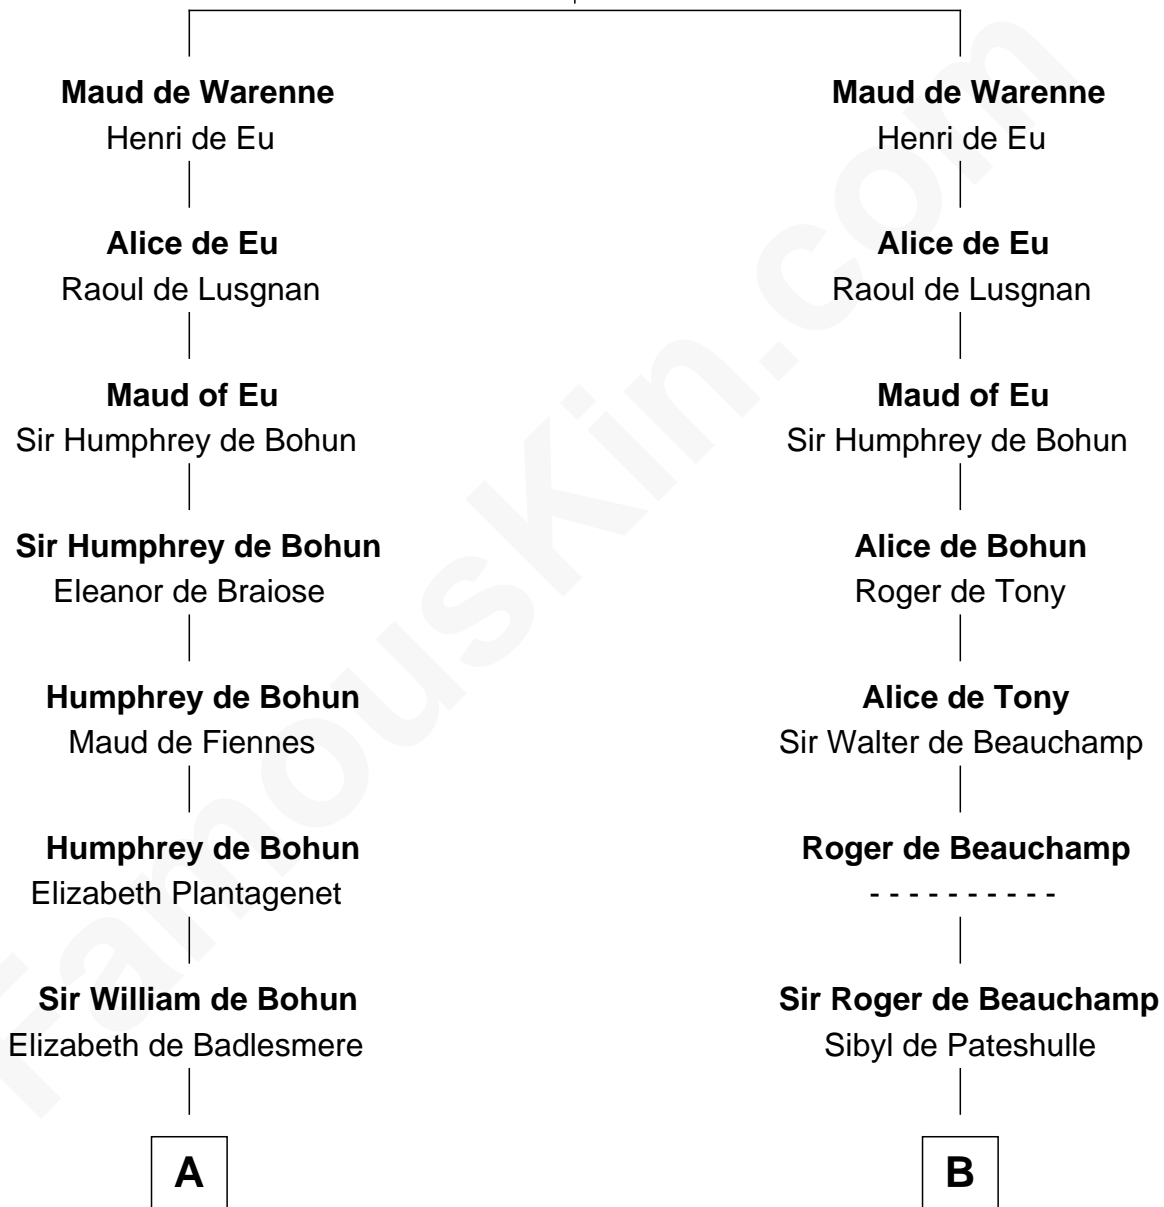 Maud de Warenne
Henri de Eu
Maud de Warenne
Henri de Eu
Alice de Eu
Raoul de Lusgnan
Alice de Eu
Raoul de Lusgnan
Maud of Eu
Sir Humphrey de Bohun
Maud of Eu
Sir Humphrey de Bohun
Sir Humphrey de Bohun
Eleanor de Braiose
Alice de Bohun
Roger de Tony
Humphrey de Bohun
Maud de Fiennes
Alice de Tony
Sir Walter de Beauchamp
Humphrey de Bohun
Elizabeth Plantagenet
Roger de Beauchamp
- - - - - - - - - -
Sir William de Bohun
Elizabeth de Badlesmere
Sir Roger de Beauchamp
Sibyl de Pateshulle
A
B
FamousKin.com